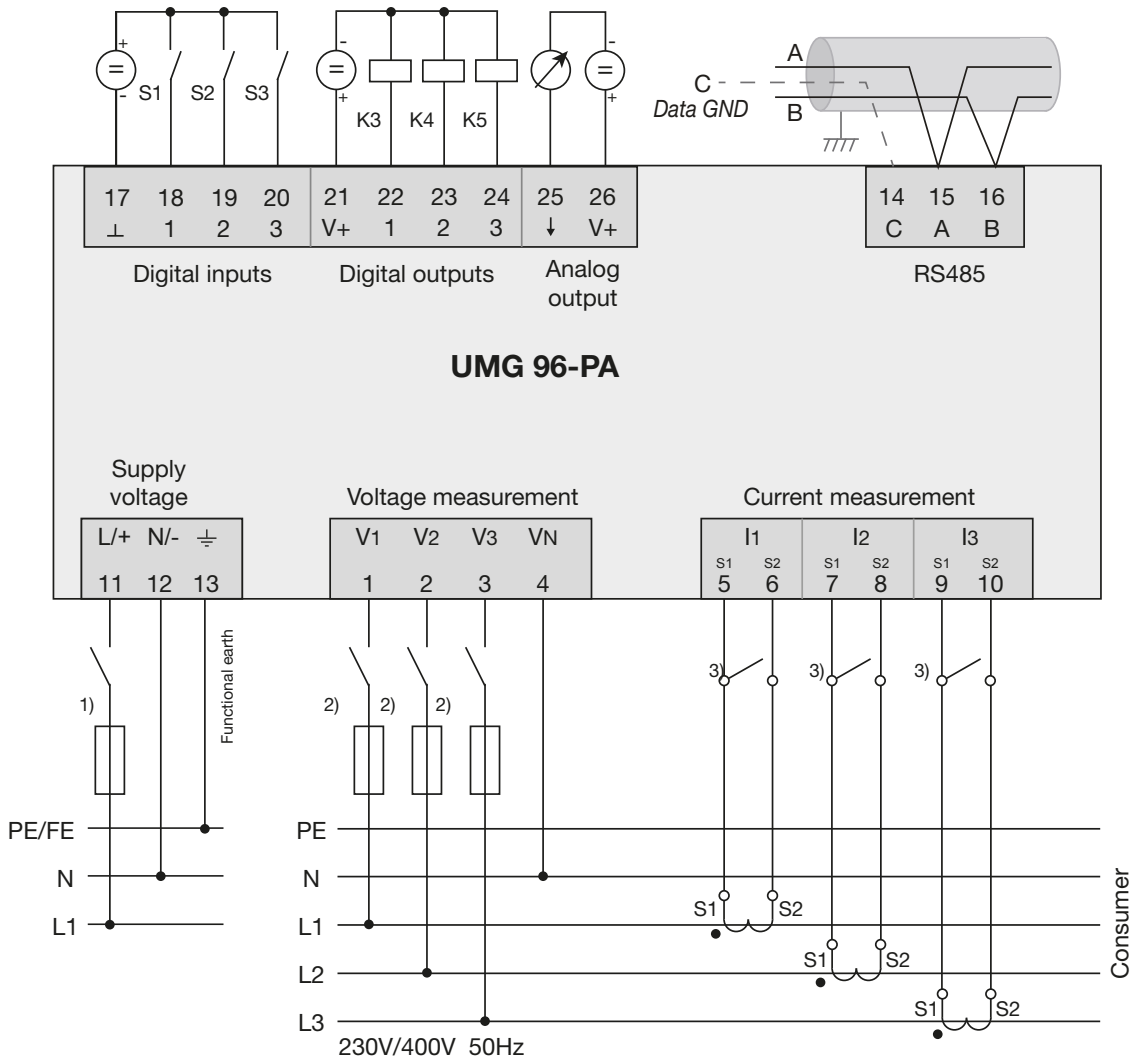 + - - 
= = =
- S1 S2 S3 + K3 K4 K5 +
A
C
Data GND
B
17 18 19 20 21 22 23 24 25 26 14 15 16
⊥ 1 2 3 V+ 1 2 3 ↓ V+ C A B
Digital inputs
Digital outputs
Analog
output
RS485
UMG 96-PA
Supply
voltage
Voltage measurement
Current measurement
L/+ N/- ⏚ V1 V2 V3 VN I1 I2 I3
S1 S2 S1 S2 S1 S2
11 12 13 1 2 3 4 5 6 7 8 9 10
Functional earth
3) 3) 3)
1) 2) 2) 2)
PE/FE
N
L1
PE
N
L1
L2
L3
S1 S2
S1 S2
S1 S2
Consumer
230V/400V 50Hz